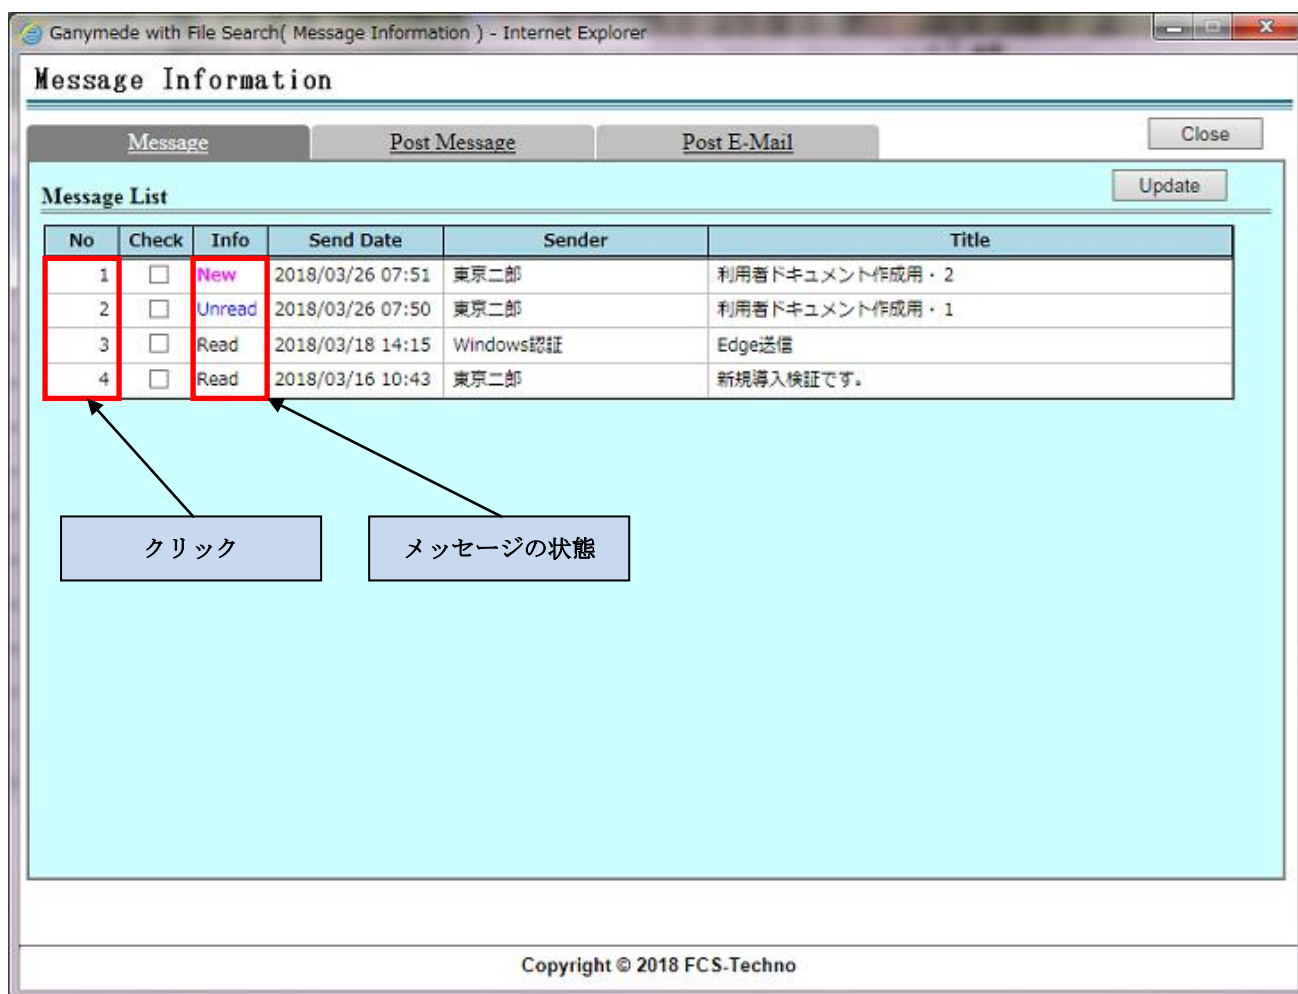 Ganymede with File Search( Message Information ) - Internet Explorer
Message Information
Message Post Message Post E-Mail Close
Message List Update
No Check Info Send Date Sender Title
1 New 2018/03/26 07:51 東京二郎 利用者ドキュメント作成用・2
2 Unread 2018/03/26 07:50 東京二郎 利用者ドキュメント作成用・1
3 Read 2018/03/18 14:15 Windows認証 Edge送信
4 Read 2018/03/16 10:43 東京二郎 新規導入検証です。
クリック メッセージの状態
Copyright © 2018 FCS-Techno